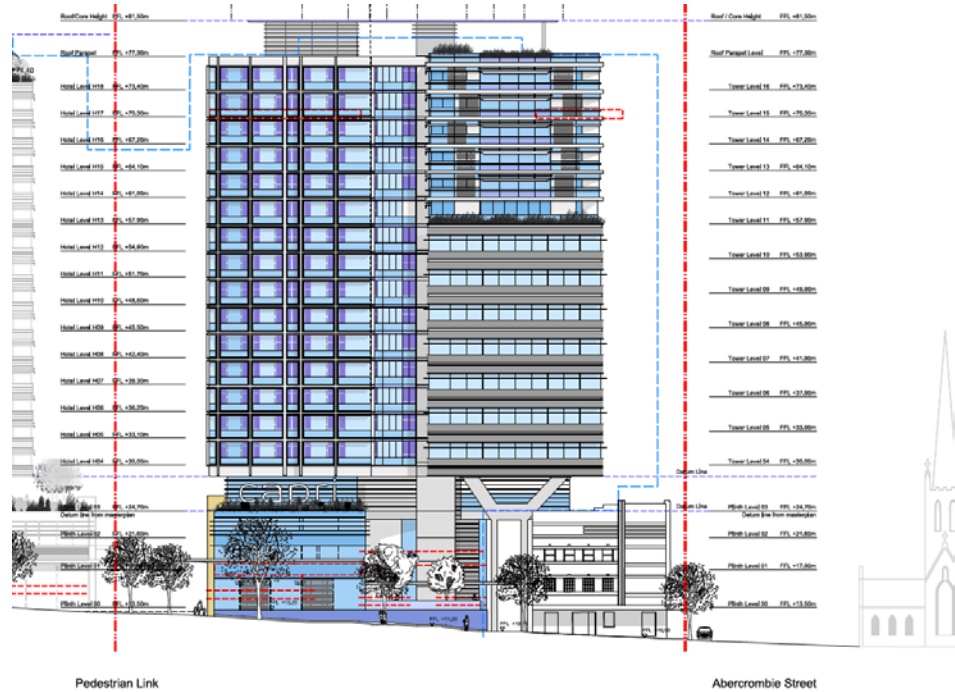 Roof/Core Height FFL +81,50m
Roof Parapet FFL +77,30m
Hotel Level H18 FFL +73,40m
Hotel Level H17 FFL +70,30m
Hotel Level H16 FFL +67,20m
Hotel Level H15 FFL +64,10m
Hotel Level H14 FFL +61,00m
Hotel Level H13 FFL +57,90m
Hotel Level H12 FFL +54,80m
Hotel Level H11 FFL +51,70m
Hotel Level H10 FFL +48,60m
Hotel Level H09 FFL +45,50m
Hotel Level H08 FFL +42,40m
Hotel Level H07 FFL +39,30m
Hotel Level H06 FFL +36,20m
Hotel Level H05 FFL +33,10m
Hotel Level H04 FFL +30,00m
Plinth Level 03 FFL +24,70m
Datum line from masterplan
Plinth Level 02 FFL +21,60m
Plinth Level 01
Plinth Level 00 FFL +13,50m
capri
Roof / Core Height FFL +81,50m
Roof Parapet Level FFL +77,30m
Tower Level 16 FFL +73,40m
Tower Level 15 FFL +70,30m
Tower Level 14 FFL +67,20m
Tower Level 13 FFL +64,10m
Tower Level 12 FFL +61,00m
Tower Level 11 FFL +57,90m
Tower Level 10 FFL +53,90m
Tower Level 09 FFL +49,90m
Tower Level 08 FFL +45,90m
Tower Level 07 FFL +41,90m
Tower Level 06 FFL +37,90m
Tower Level 05 FFL +33,90m
Tower Level 04 FFL +30,00m
Datum Line
Datum Line
Plinth Level 03 FFL +24,70m
Datum line from masterplan
Plinth Level 02 FFL +21,60m
Plinth Level 01 FFL +17,60m
Plinth Level 00 FFL +13,50m
Pedestrian Link
Abercrombie Street